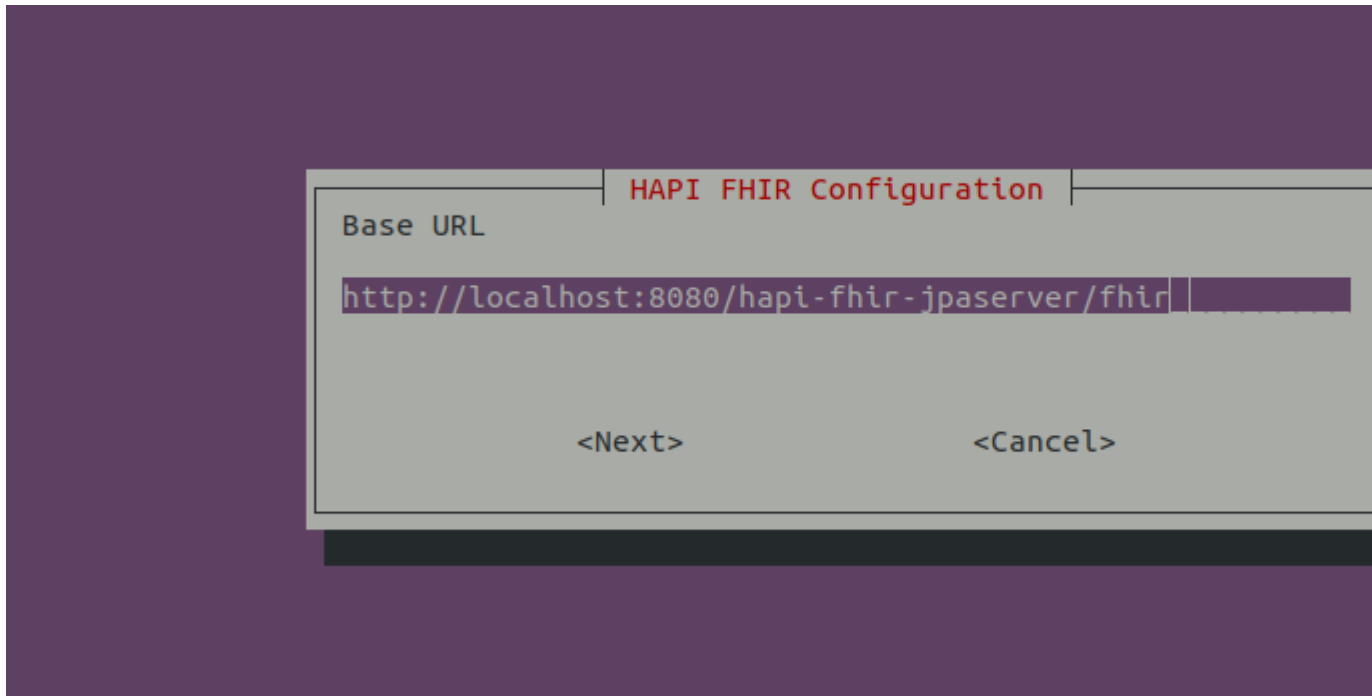 HAPI FHIR Configuration
Base URL
http://localhost:8080/hapi-fhir-jpaserver/fhir
<Next> <Cancel>